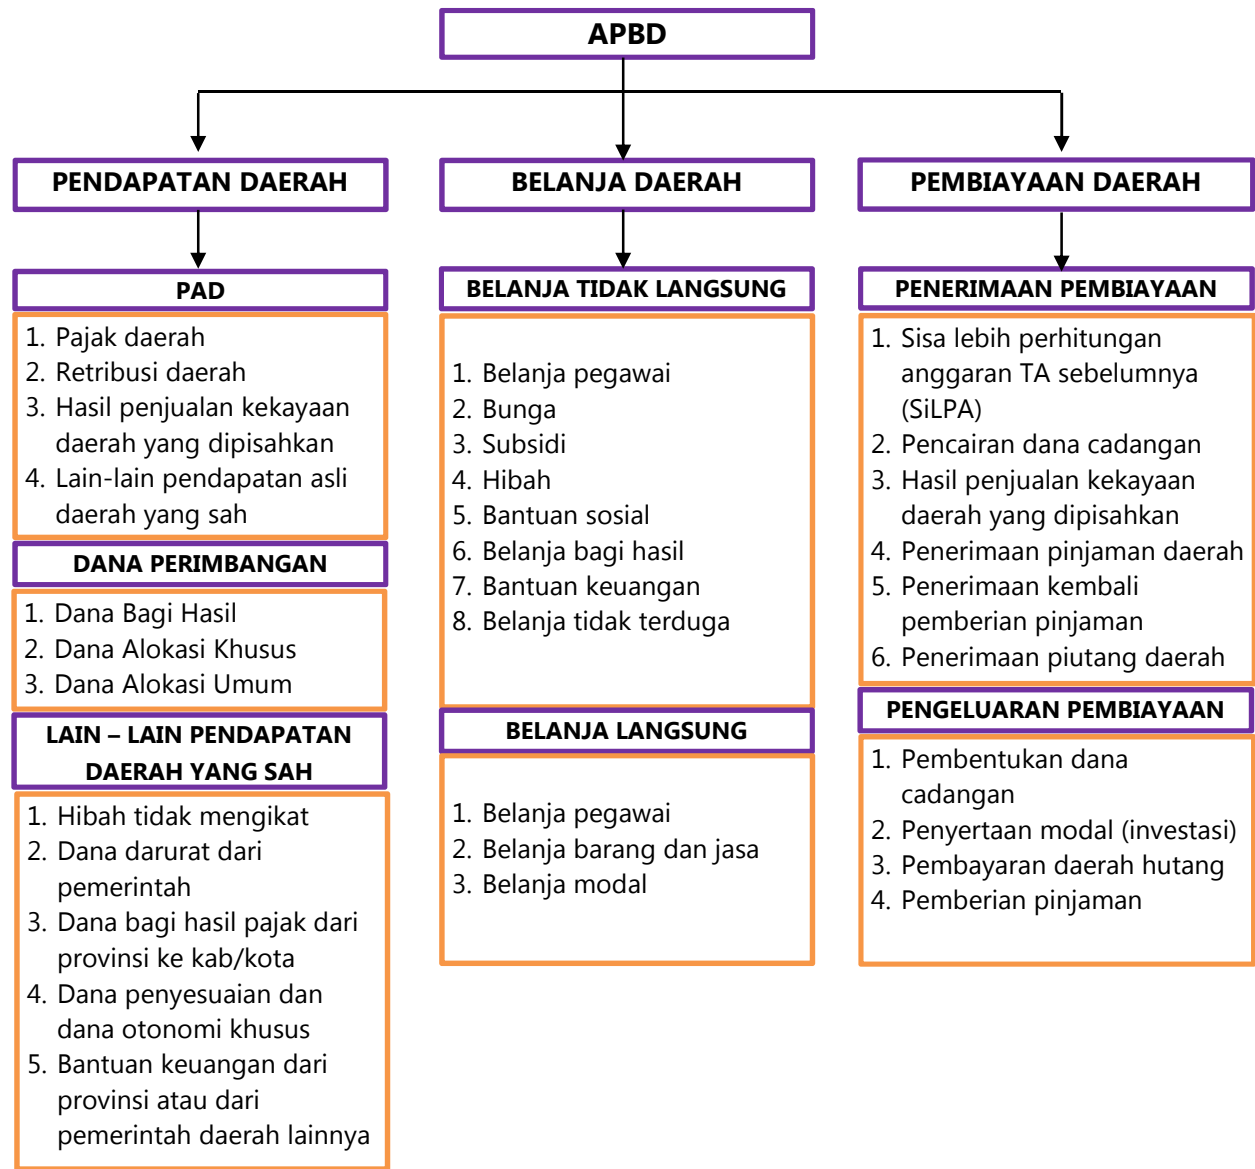 APBD
PENDAPATAN DAERAH
PAD
1. Pajak daerah
2. Retribusi daerah
3. Hasil penjualan kekayaan
daerah yang dipisahkan
4. Lain-lain pendapatan asli
daerah yang sah
DANA PERIMBANGAN
1. Dana Bagi Hasil
2. Dana Alokasi Khusus
3. Dana Alokasi Umum
LAIN – LAIN PENDAPATAN
DAERAH YANG SAH
1. Hibah tidak mengikat
2. Dana darurat dari
pemerintah
3. Dana bagi hasil pajak dari
provinsi ke kab/kota
4. Dana penyesuaian dan
dana otonomi khusus
5. Bantuan keuangan dari
provinsi atau dari
pemerintah daerah lainnya
BELANJA DAERAH
BELANJA TIDAK LANGSUNG
1. Belanja pegawai
2. Bunga
3. Subsidi
4. Hibah
5. Bantuan sosial
6. Belanja bagi hasil
7. Bantuan keuangan
8. Belanja tidak terduga
BELANJA LANGSUNG
1. Belanja pegawai
2. Belanja barang dan jasa
3. Belanja modal
PEMBIAYAAN DAERAH
PENERIMAAN PEMBIAYAAN
1. Sisa lebih perhitungan
anggaran TA sebelumnya
(SiLPA)
2. Pencairan dana cadangan
3. Hasil penjualan kekayaan
daerah yang dipisahkan
4. Penerimaan pinjaman daerah
5. Penerimaan kembali
pemberian pinjaman
6. Penerimaan piutang daerah
PENGELUARAN PEMBIAYAAN
1. Pembentukan dana
cadangan
2. Penyertaan modal (investasi)
3. Pembayaran daerah hutang
4. Pemberian pinjaman